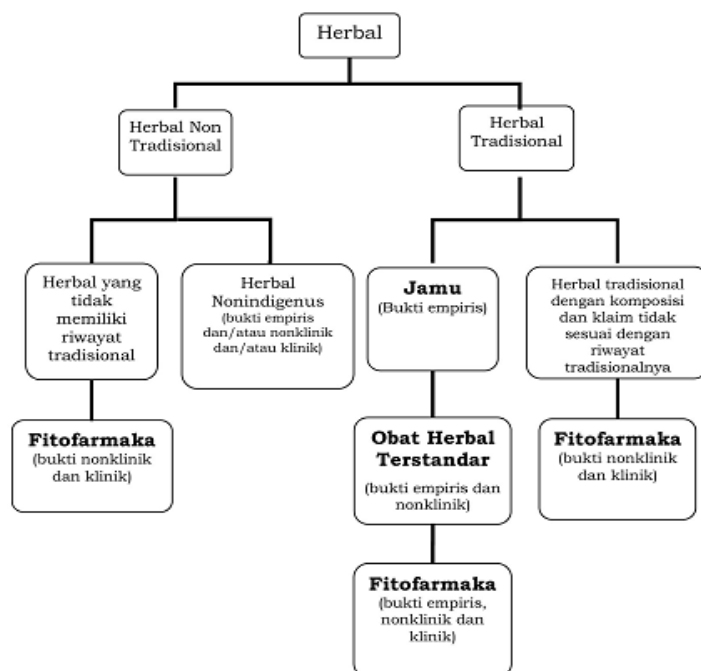 Herbal
Herbal Non
Tradisional
Herbal
Tradisional
Herbal yang
tidak
memiliki
riwayat
tradisional
Herbal
Nonindigenus
(bukti empiris
dan/atau nonklinik
dan/atau klinik)
Jamu
(Bukti empiris)
Herbal tradisional
dengan komposisi
dan klaim tidak
sesuai dengan
riwayat
tradisionalnya
Fitofarmaka
(bukti nonklinik
dan klinik)
Obat Herbal
Terstandar
(bukti empiris dan
nonklinik)
Fitofarmaka
(bukti nonklinik
dan klinik)
Fitofarmaka
(bukti empiris,
nonklinik dan
klinik)